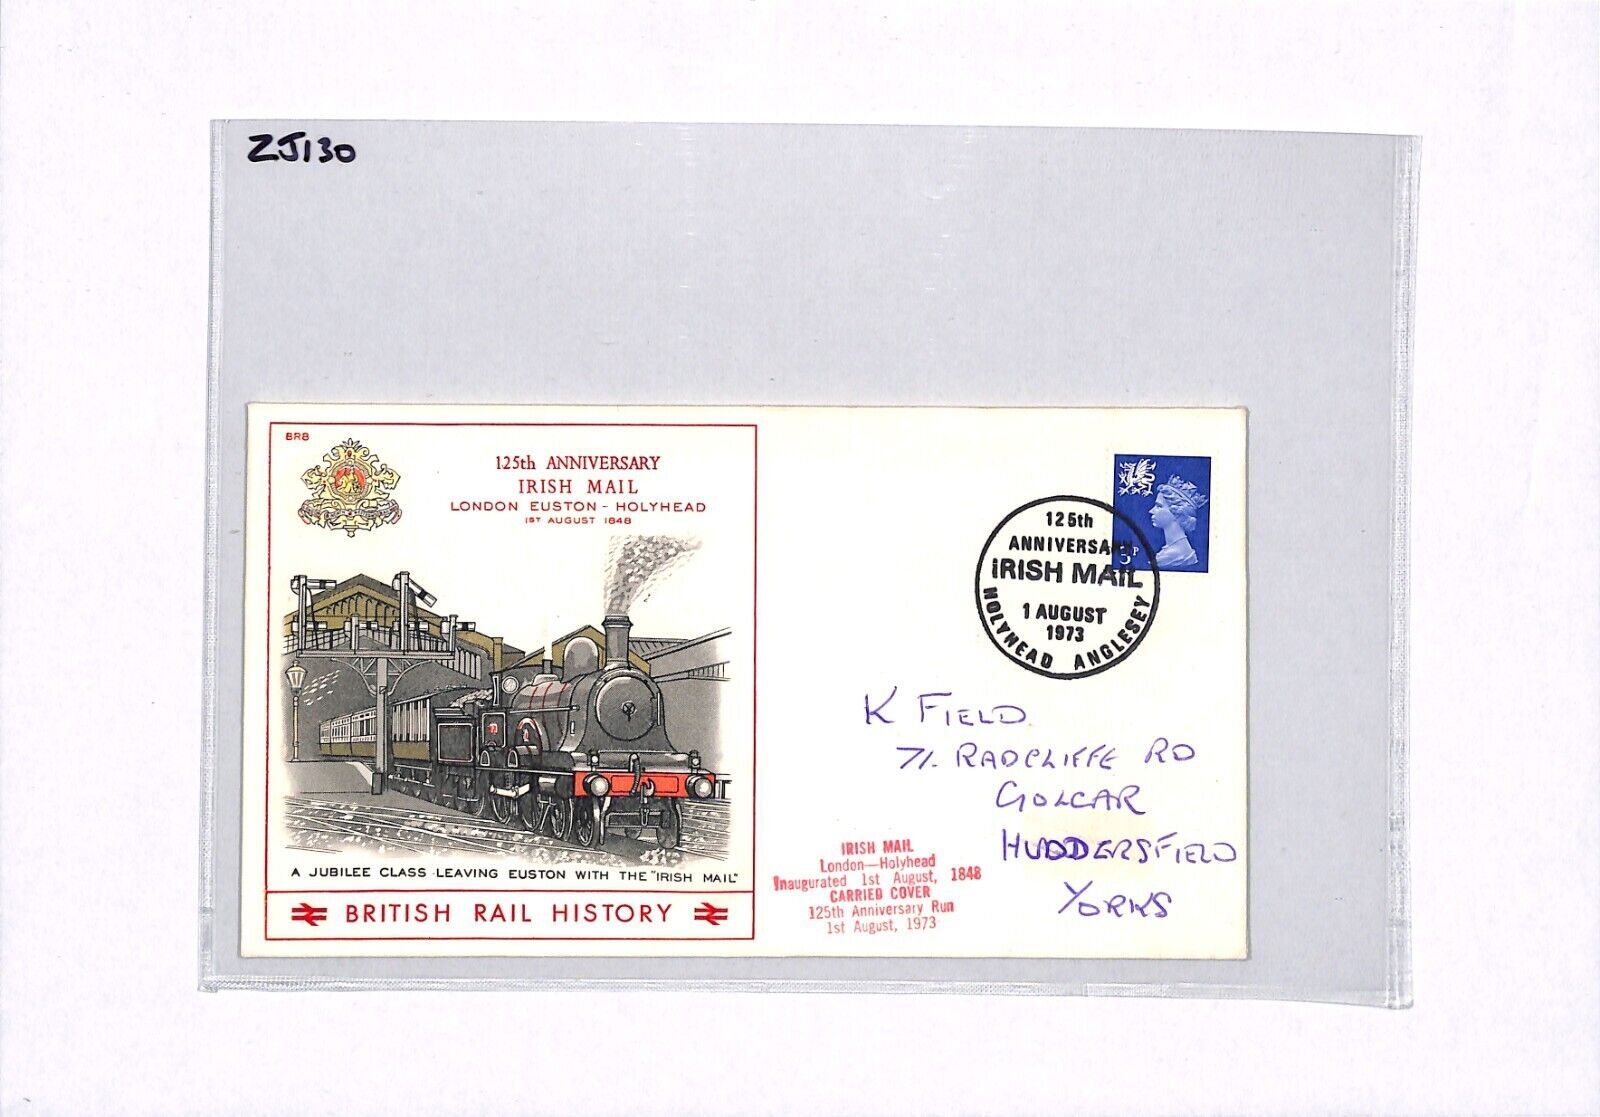 ZJ130
BR8
125th ANNIVERSARY
IRISH MAIL
LONDON EUSTON - HOLYHEAD
1ST AUGUST 1848
A JUBILEE CLASS LEAVING EUSTON WITH THE "IRISH MAIL"
BRITISH RAIL HISTORY
3P
125th
ANNIVERSARY
IRISH MAIL
1 AUGUST
1973
HOLYHEAD ANGLESEY
K FIELD
71. RADCLIFFE RD
GOLCAR
HUDDERSFIELD
YORKS
IRISH MAIL
London—Holyhead
Inaugurated 1st August, 1848
CARRIED COVER
125th Anniversary Run
1st August, 1973